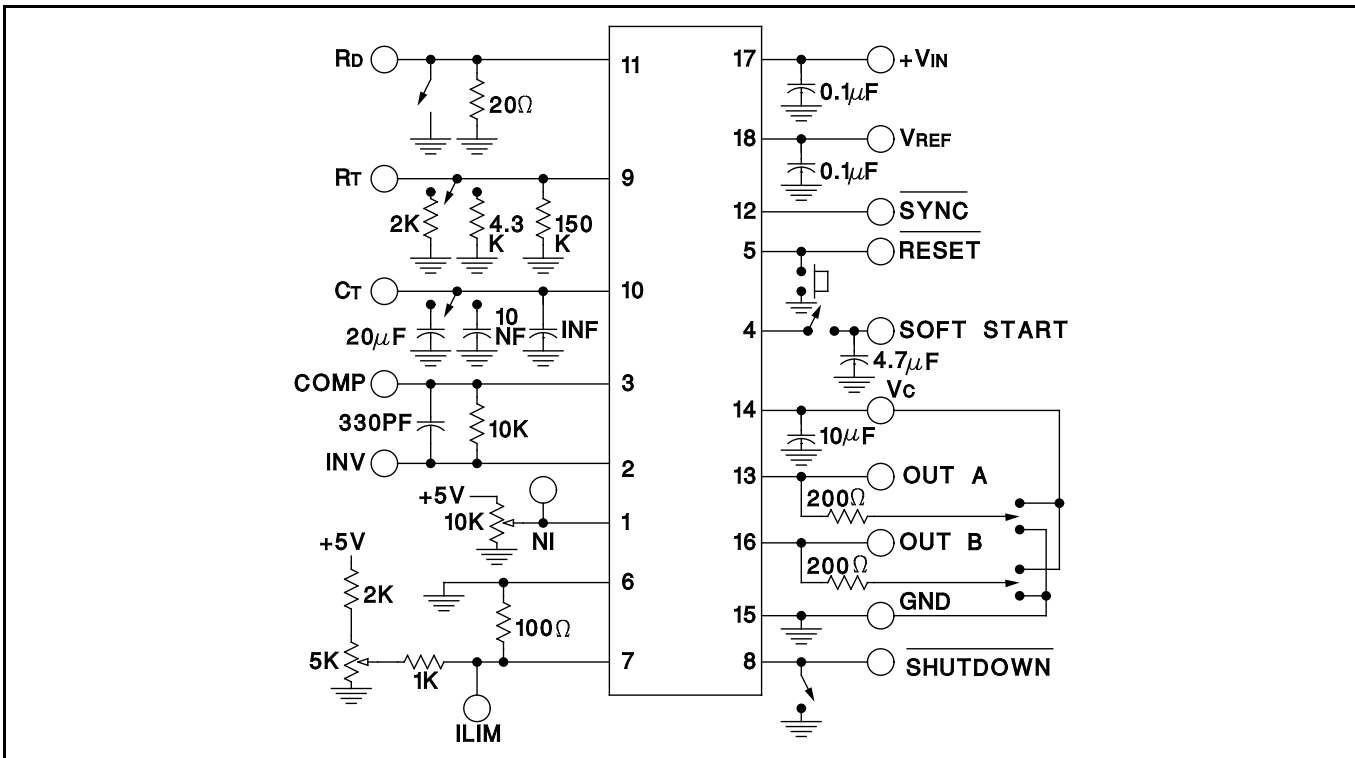 RD
11
20Ω
RT
9
2K
4.3
K
150
K
CT
10
20μF
10
NF
INF
COMP
3
330PF
10K
INV
2
+5V
10K
1
NI
+5V
2K
6
100Ω
5K
1K
7
ILIM
17
+VIN
0.1μF
18
VREF
0.1μF
12
SYNC
5
RESET
4
SOFT START
4.7μF
14
VC
10μF
13
OUT A
200Ω
16
OUT B
200Ω
15
GND
8
SHUTDOWN